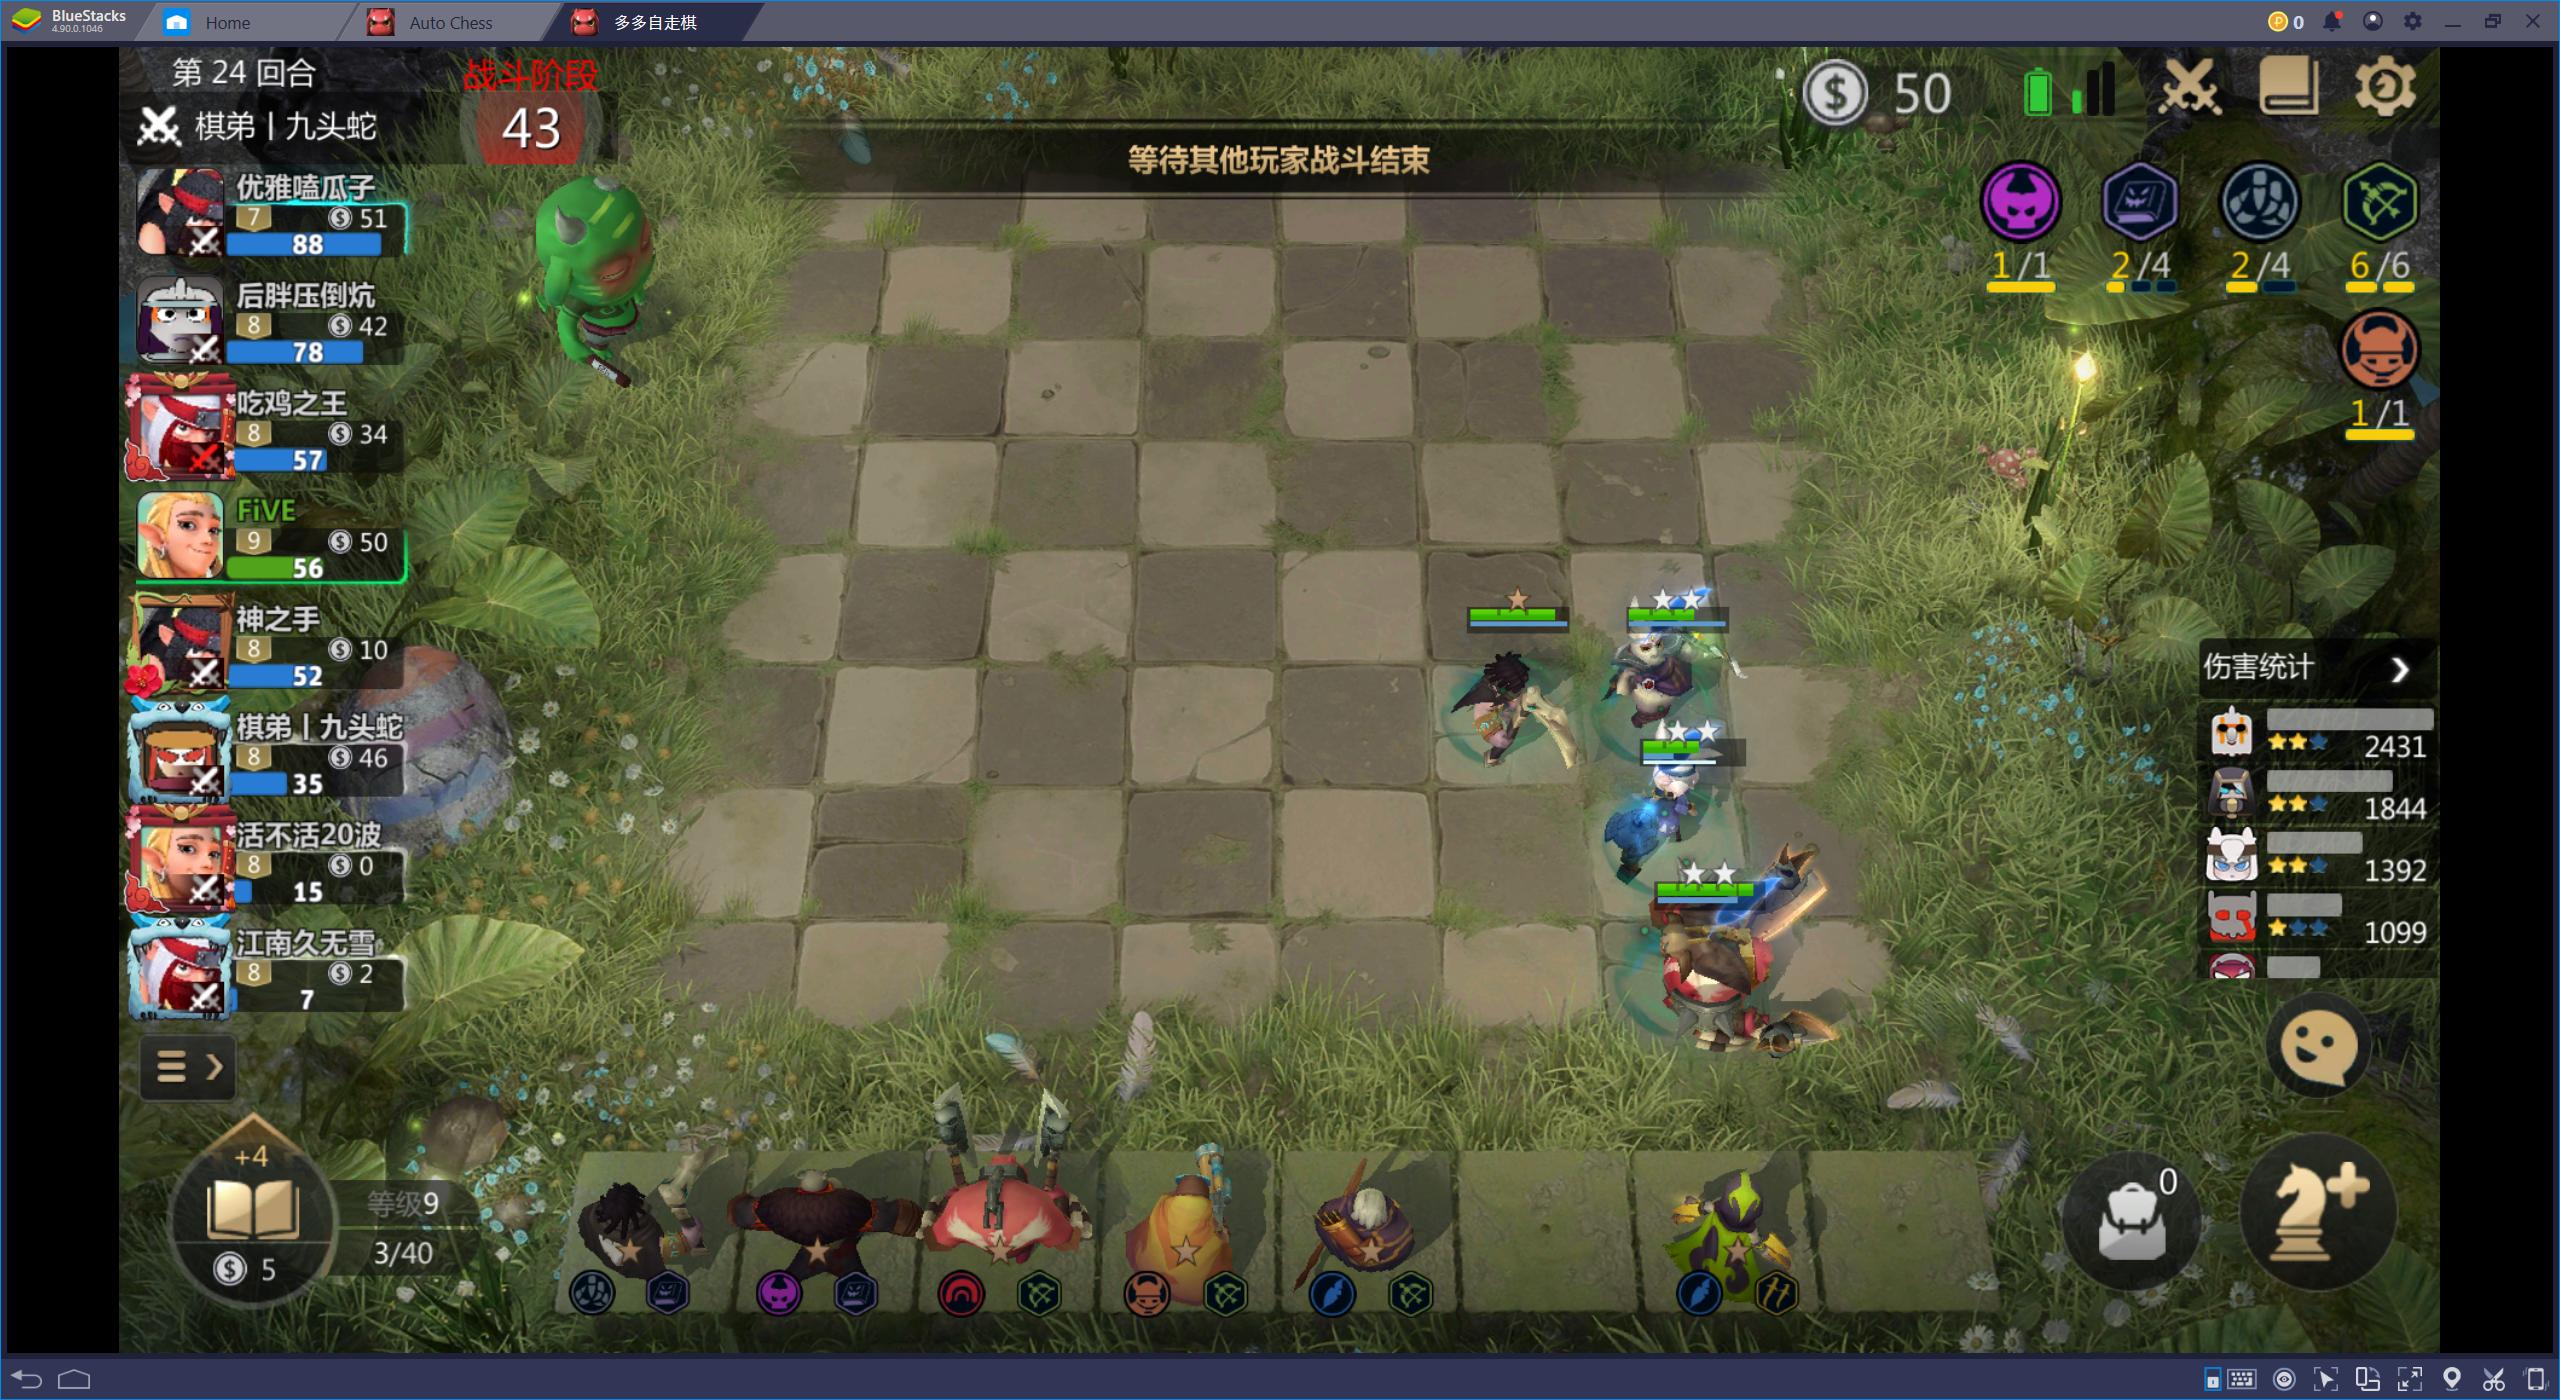 BlueStacks
4.90.0.1046
Home
Auto Chess
多多自走棋
0
第 24 回合
战斗阶段
棋弟丨九头蛇
43
50
等待其他玩家战斗结束
优雅嗑瓜子
7 51
88
后胖压倒炕
8 42
78
吃鸡之王
8 34
57
FiVE
9 50
56
神之手
8 10
52
棋弟丨九头蛇
8 46
35
活不活20波
8 0
15
江南久无雪
8 2
7
1/1
2/4
2/4
6/6
1/1
伤害统计
2431
1844
1392
1099
+4
5
等级9
3/40
0